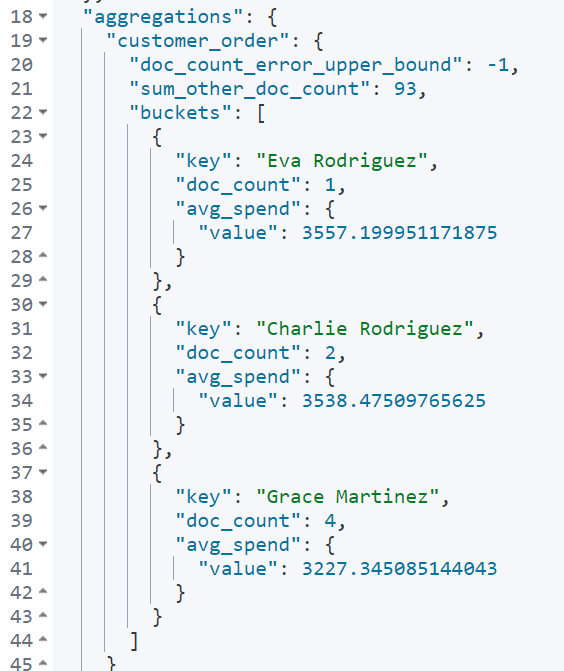 18 "aggregations": {
19 "customer_order": {
20 "doc_count_error_upper_bound": -1,
21 "sum_other_doc_count": 93,
22 "buckets": [
23 {
24 "key": "Eva Rodriguez",
25 "doc_count": 1,
26 "avg_spend": {
27 "value": 3557.199951171875
28 }
29 },
30 {
31 "key": "Charlie Rodriguez",
32 "doc_count": 2,
33 "avg_spend": {
34 "value": 3538.47509765625
35 }
36 },
37 {
38 "key": "Grace Martinez",
39 "doc_count": 4,
40 "avg_spend": {
41 "value": 3227.345085144043
42 }
43 }
44 ]
45 }